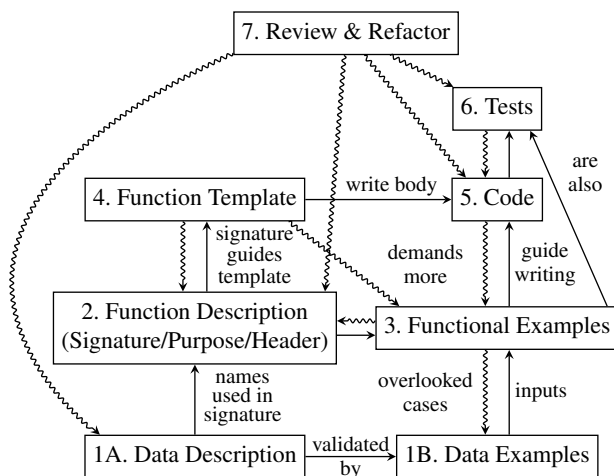 7. Review & Refactor
6. Tests
are
also
4. Function Template
write body
5. Code
signature
guides
template
demands
more
guide
writing
2. Function Description
(Signature/Purpose/Header)
3. Functional Examples
names
used in
signature
overlooked
cases
inputs
1A. Data Description
validated
by
1B. Data Examples